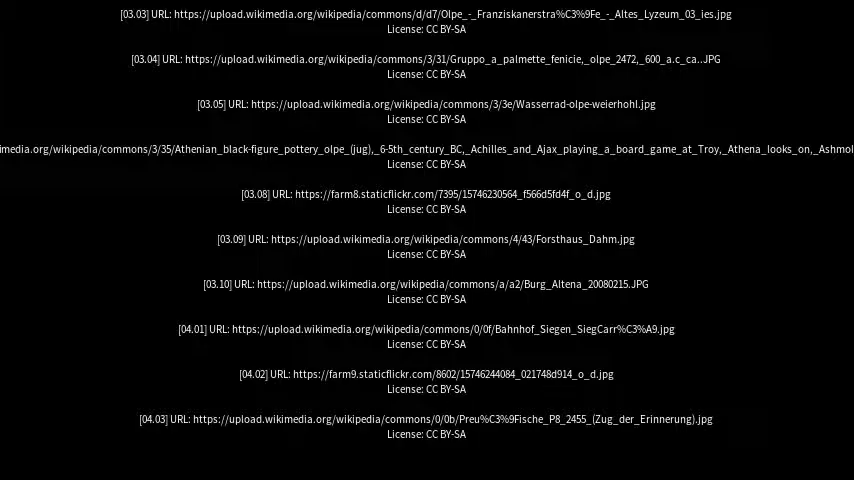 [03.03] URL: https://upload.wikimedia.org/wikipedia/commons/d/d7/Olpe_-_Franziskanerstra%C3%9Fe_-_Altes_Lyzeum_03_ies.jpg
License: CC BY-SA
[03.04] URL: https://upload.wikimedia.org/wikipedia/commons/3/31/Gruppo_a_palmette_fenicie,_olpe_2472,_600_a.c_ca..JPG
License: CC BY-SA
[03.05] URL: https://upload.wikimedia.org/wikipedia/commons/3/3e/Wasserrad-olpe-weierhohl.jpg
License: CC BY-SA
imedia.org/wikipedia/commons/3/35/Athenian_black-figure_pottery_olpe_(jug),_6-5th_century_BC,_Achilles_and_Ajax_playing_a_board_game_at_Troy,_Athena_looks_on,_Ashmol
License: CC BY-SA
[03.08] URL: https://farm8.staticflickr.com/7395/15746230564_f566d5fd4f_o_d.jpg
License: CC BY-SA
[03.09] URL: https://upload.wikimedia.org/wikipedia/commons/4/43/Forsthaus_Dahm.jpg
License: CC BY-SA
[03.10] URL: https://upload.wikimedia.org/wikipedia/commons/a/a2/Burg_Altena_20080215.JPG
License: CC BY-SA
[04.01] URL: https://upload.wikimedia.org/wikipedia/commons/0/0f/Bahnhof_Siegen_SiegCarr%C3%A9.jpg
License: CC BY-SA
[04.02] URL: https://farm9.staticflickr.com/8602/15746244084_021748d914_o_d.jpg
License: CC BY-SA
[04.03] URL: https://upload.wikimedia.org/wikipedia/commons/0/0b/Preu%C3%9Fische_P8_2455_(Zug_der_Erinnerung).jpg
License: CC BY-SA